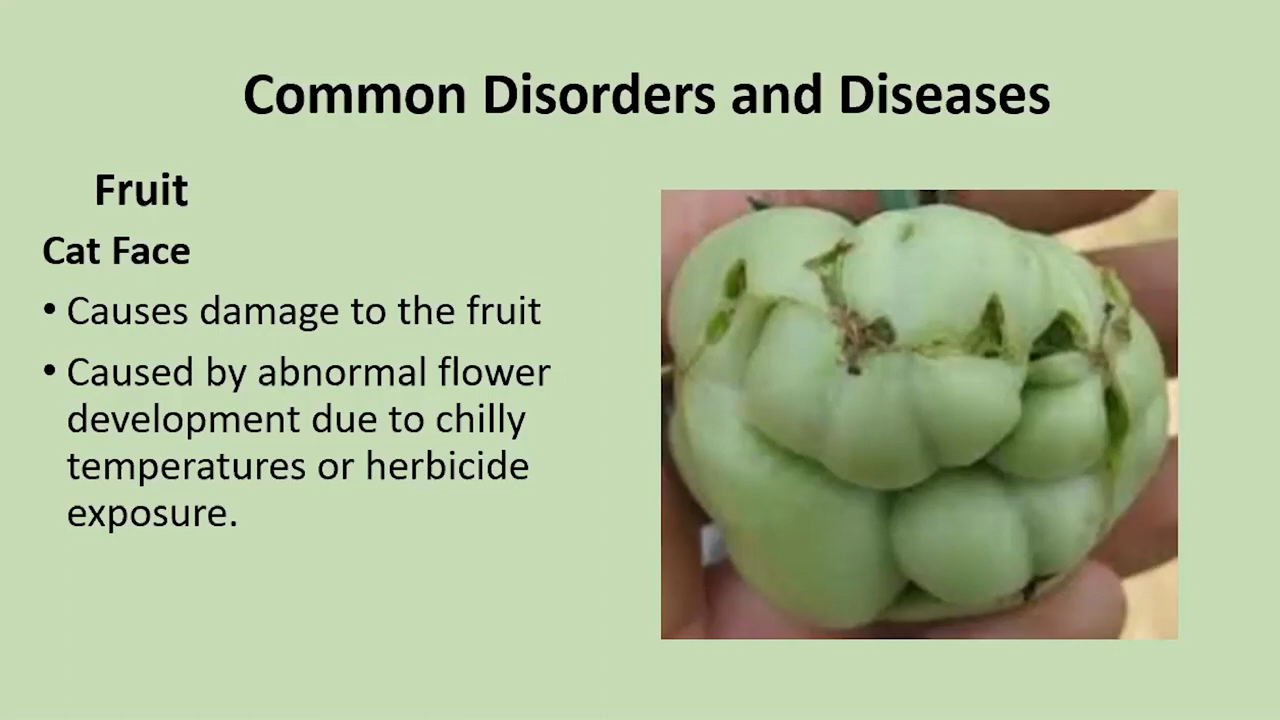 Common Disorders and Diseases
Fruit
Cat Face
• Causes damage to the fruit
• Caused by abnormal flower
development due to chilly
temperatures or herbicide
exposure.